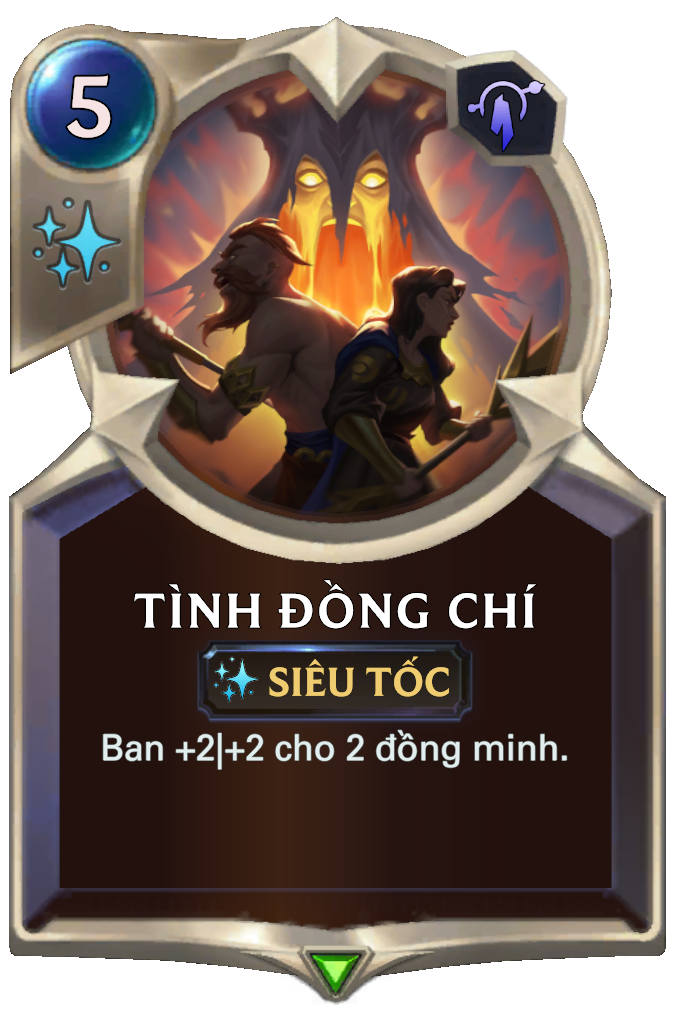 5
TÌNH ĐỒNG CHÍ
SIÊU TỐC
Ban +2|+2 cho 2 đồng minh.